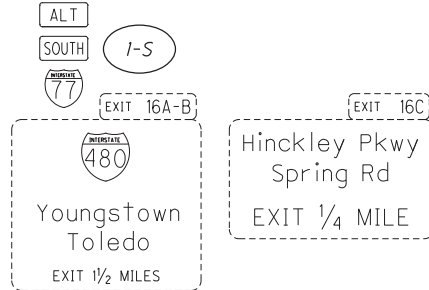 ALT
SOUTH
1-S
INTERSTATE
77
EXIT 16A-B
INTERSTATE
480
Youngstown
Toledo
EXIT 1½ MILES
EXIT 16C
Hinckley Pkwy
Spring Rd
EXIT ¼ MILE